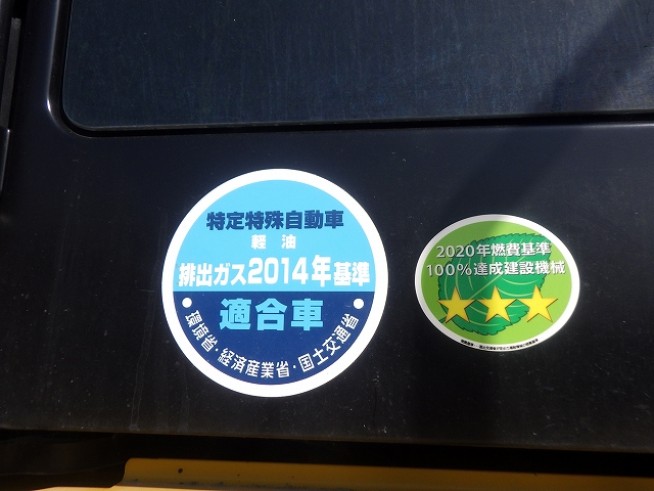 特定特殊自動車
軽油
排出ガス2014年基準
適合車
・環境省・経済産業省・国土交通省・
2020年燃費基準
100%達成建設機械
★★★